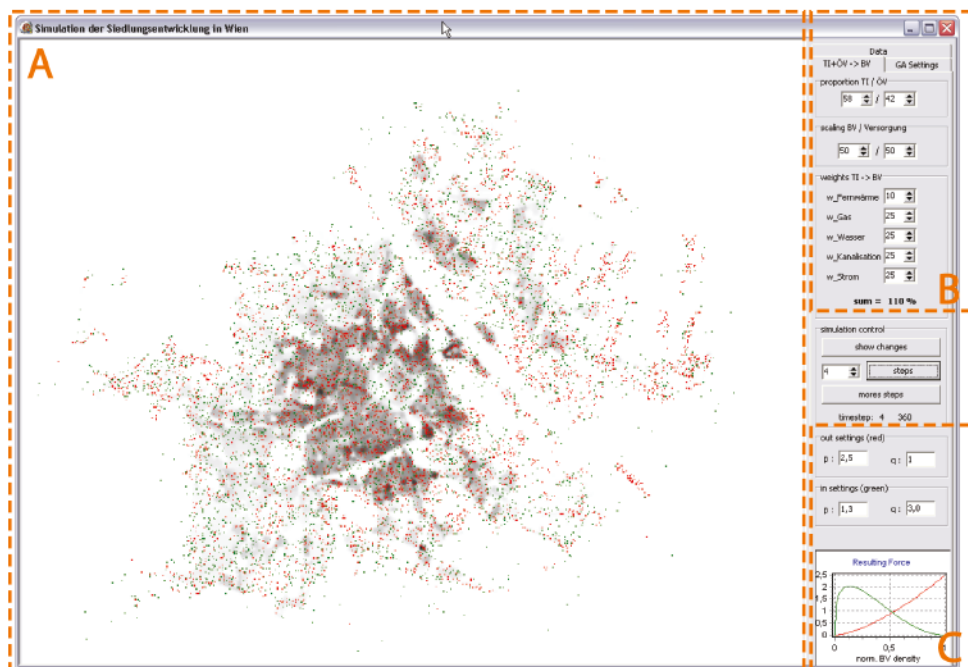 Simulation der Siedlungsentwicklung in Wien
A
Data
TI+ÖV -> BV GA Settings
proportion TI / ÖV
58 / 42
scaling BV / Versorgung
50 / 50
weights TI -> BV
w_Fernwärme 10
w_Gas 25
w_Wasser 25
w_Kanalisation 25
w_Strom 25
B
sum = 110 %
simulation control
show changes
4 steps
mores steps
timestep: 4 360
out settings (red)
p : 2,5 q : 1
in settings (green)
p : 1,3 q : 3,0
Resulting Force
2,5
2
1,5
1
0,5
0
0 0,5 1
norm. BV density
C